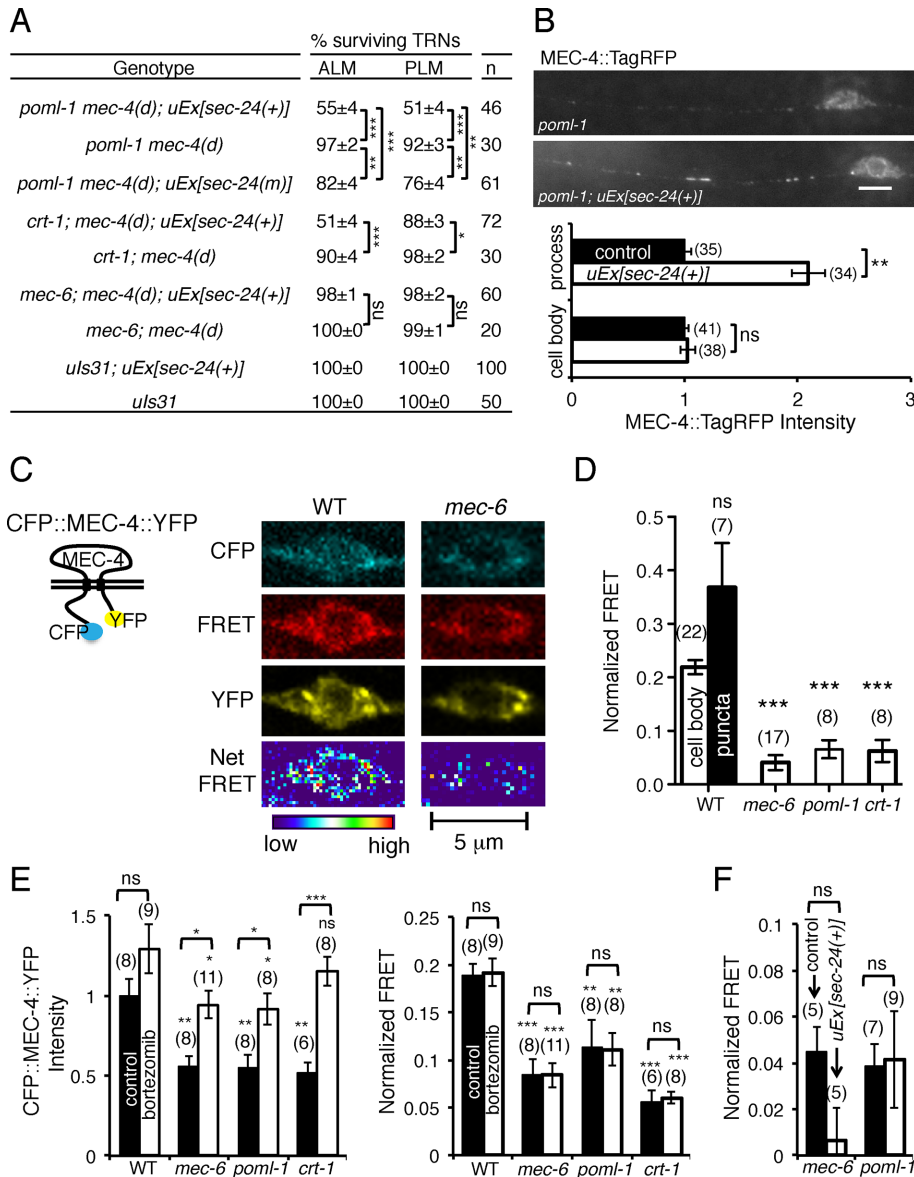 A
% surviving TRNs
Genotype ALM PLM n
poml-1 mec-4(d); uEx[sec-24(+)] 55±4 51±4 46
*** *** *** **
poml-1 mec-4(d) 97±2 92±3 30
** **
poml-1 mec-4(d); uEx[sec-24(m)] 82±4 76±4 61
crt-1; mec-4(d); uEx[sec-24(+)] 51±4 88±3 72
*** *
crt-1; mec-4(d) 90±4 98±2 30
mec-6; mec-4(d); uEx[sec-24(+)] 98±1 98±2 60
ns ns
mec-6; mec-4(d) 100±0 99±1 20
uIs31; uEx[sec-24(+)] 100±0 100±0 100
uIs31 100±0 100±0 50
B
MEC-4::TagRFP
poml-1
poml-1; uEx[sec-24(+)]
process
control (35)
uEx[sec-24(+)] (34)
**
cell body
(41)
(38)
ns
0 1 2 3
MEC-4::TagRFP Intensity
C
CFP::MEC-4::YFP
MEC-4
CFP
YFP
WT mec-6
CFP
FRET
YFP
Net
FRET
low high
5 μm
D
Normalized FRET
0.5
0.4
0.3
0.2
0.1
0.0
(22)
cell body
ns
(7)
puncta
***
(17)
***
(8)
***
(8)
WT mec-6 poml-1 crt-1
E
CFP::MEC-4::YFP
Intensity
1.5
1
0.5
0
ns
(8) (9)
control
bortezomib
*
**
(8)
*
(11)
*
**
(8)
*
(8)
***
**
(6)
ns
(8)
WT mec-6 poml-1 crt-1
Normalized FRET
0.25
0.2
0.15
0.1
0.05
0
ns
(8) (9)
control
bortezomib
ns
*** ***
(8) (11)
ns
** **
(8) (8)
ns
*** ***
(6) (8)
WT mec-6 poml-1 crt-1
F
Normalized FRET
0.1
0.08
0.06
0.04
0.02
0
ns
control
(5)
uEx[sec-24(+)]
(5)
ns
(7)
(9)
mec-6 poml-1